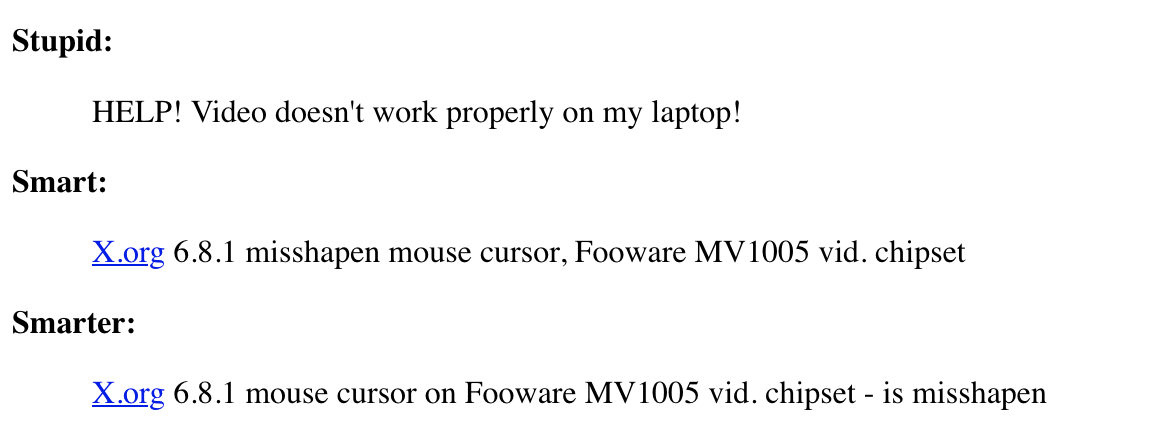 Stupid:
HELP! Video doesn't work properly on my laptop!
Smart:
X.org 6.8.1 misshapen mouse cursor, Fooware MV1005 vid. chipset
Smarter:
X.org 6.8.1 mouse cursor on Fooware MV1005 vid. chipset - is misshapen